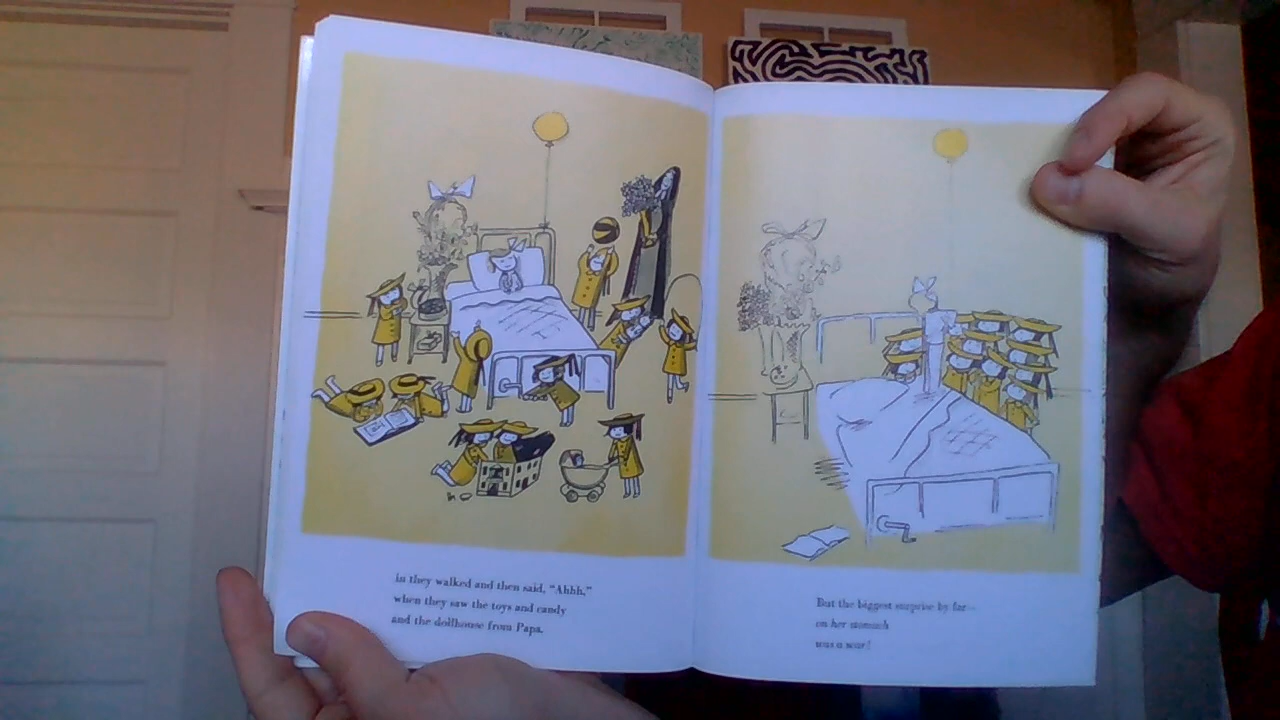 in they walked and then said, "Ahhh,"
when they saw the toys and candy
and the dollhouse from Papa.
But the biggest surprise by far—
on her stomach
was a scar!